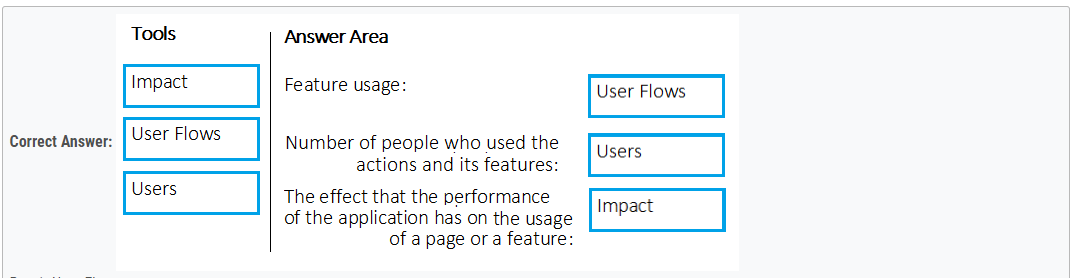 Tools
Answer Area
Impact
Feature usage:
User Flows
Correct Answer:
User Flows
Number of people who used the
actions and its features:
Users
Users
The effect that the performance
of the application has on the usage
of a page or a feature:
Impact